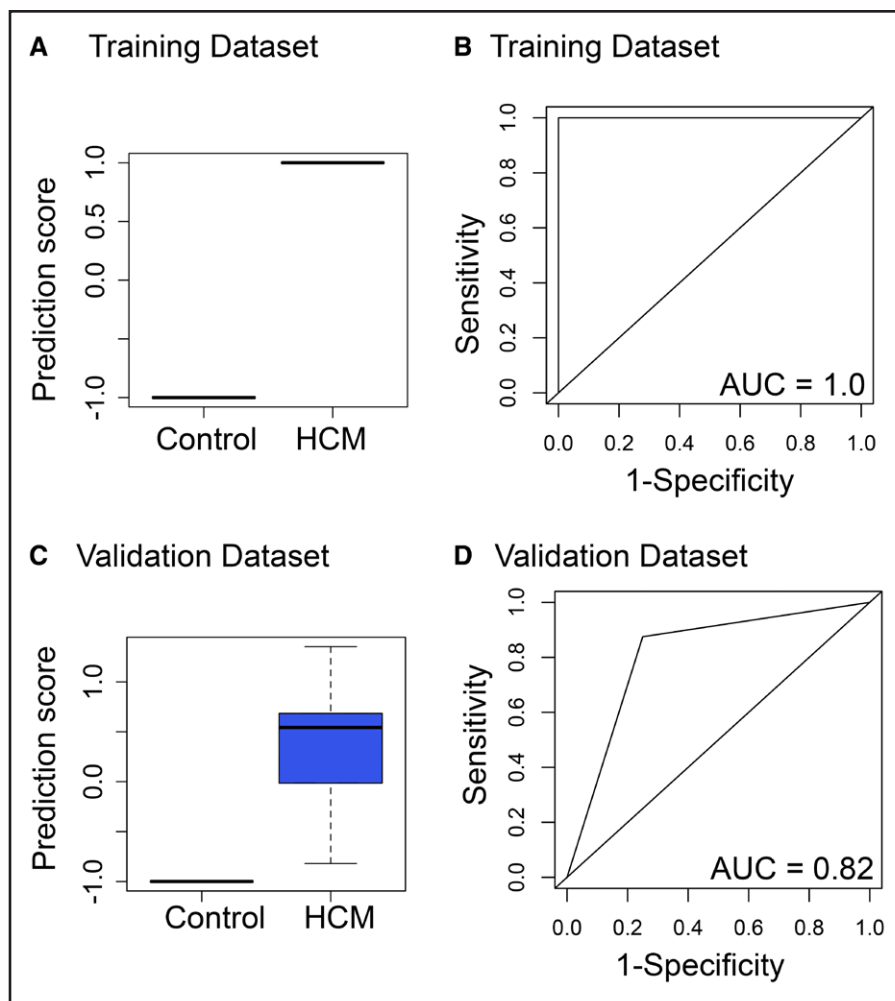 A Training Dataset
Prediction score
1.0
0.5
0.0
-1.0
Control HCM
B Training Dataset
Sensitivity
1.0
0.8
0.6
0.4
0.2
0.0
AUC = 1.0
0.0 0.2 0.4 0.6 0.8 1.0
1-Specificity
C Validation Dataset
Prediction score
1.0
0.0
-1.0
Control HCM
D Validation Dataset
Sensitivity
1.0
0.8
0.6
0.4
0.2
0.0
AUC = 0.82
0.0 0.2 0.4 0.6 0.8 1.0
1-Specificity